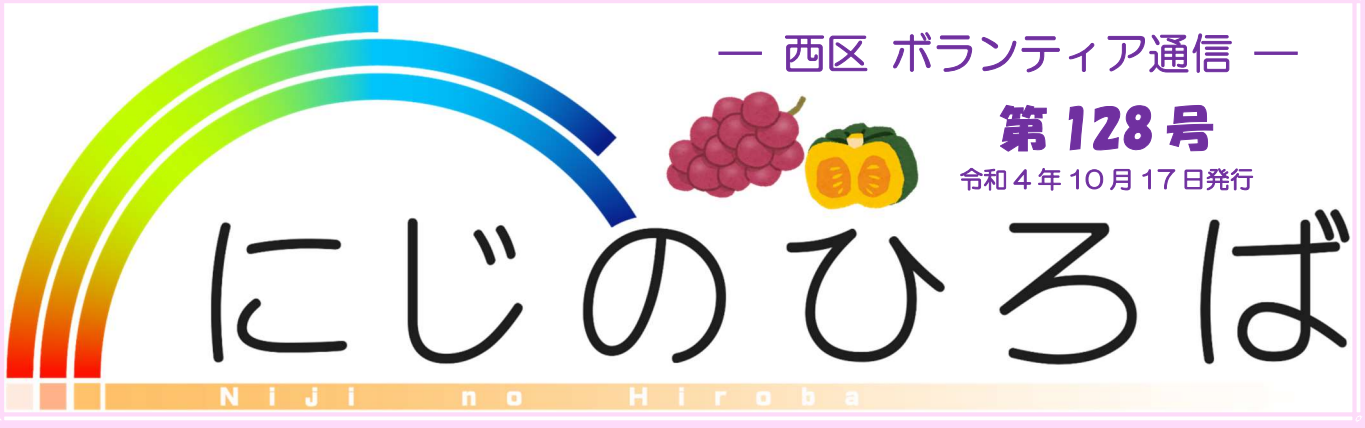 ― 西区 ボランティア通信 ―
第128号
令和4年10月17日発行
にじのひろば
Niji no Hiroba